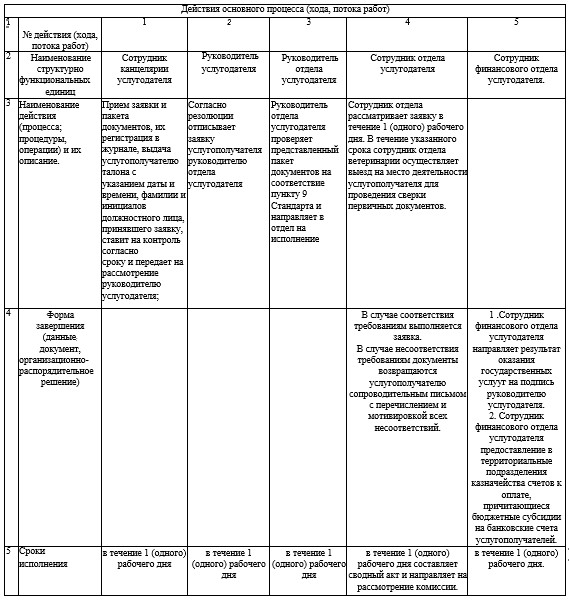 Действия основного процесса (хода, потока работ)
1
№ действия (хода,
потока работ)
1
2
3
4
5
2
Наименование
структурно
функциональных
единиц
Сотрудник
канцелярии
услугодателя
Руководитель
услугодателя
Руководитель
отдела
услугодателя
Сотрудник отдела
услугодателя
Сотрудник
финансового отдела
услугодателя.
3
Наименование
действия
(процесса;
процедуры,
операции) и их
описание.
Прием заявки и
пакета
документов, их
регистрация в
журнале, выдача
услугополучателю
талона с
указанием даты и
времени, фамилии и
инициалов
должностного лица,
принявшего заявку,
ставит на контроль
согласно
сроку и передает на
рассмотрение
руководителю
услугодателя;
Согласно
резолюции
отписывает
заявку
услугополучателя
руководителю
отдела
услугодателя
Руководитель
отдела
услугодателя
проверяет
представленный
пакет
документов на
соответствие
пункту 9
Стандарта и
направляет в
отдел на
исполнение
Сотрудник отдела
рассматривает заявку в
течение 1 (одного) рабочего
дня. В течение указанного
срока сотрудник отдела
ветеринарии осуществляет
выезд на место деятельности
услугополучателя для
проведения сверки
первичных документов.
4
Форма
завершения
(данные
документ,
организационно-
распорядительное
решение)
В случае соответствия
требованиям выполняется
заявка.
В случае несоответствия
требованиям документы
возвращаются
услугополучателю
сопроводительным письмом
с перечислением и
мотивировкой всех
несоответствий.
1 .Сотрудник
финансового отдела
услугодателя
направляет результат
оказания
государственных
услууг на подпись
руководителю
услугодателя.
2. Сотрудник
финансового отдела
услугодателя
предоставление в
территориальные
подразделения
казначейства счетов к
оплате,
причитающиеся
бюджетные субсидии
на банковские счета
услугополучателей.
5
Сроки
исполнения
в течение 1 (одного)
рабочего дня
в течение 1
(одного) рабочего
дня
в течение 1
(одного) рабочего
дня
в течение 1 (одного)
рабочего дня составляет
сводный акт и направляет на
рассмотрение комиссии.
в течение 1 (одного)
рабочего дня.